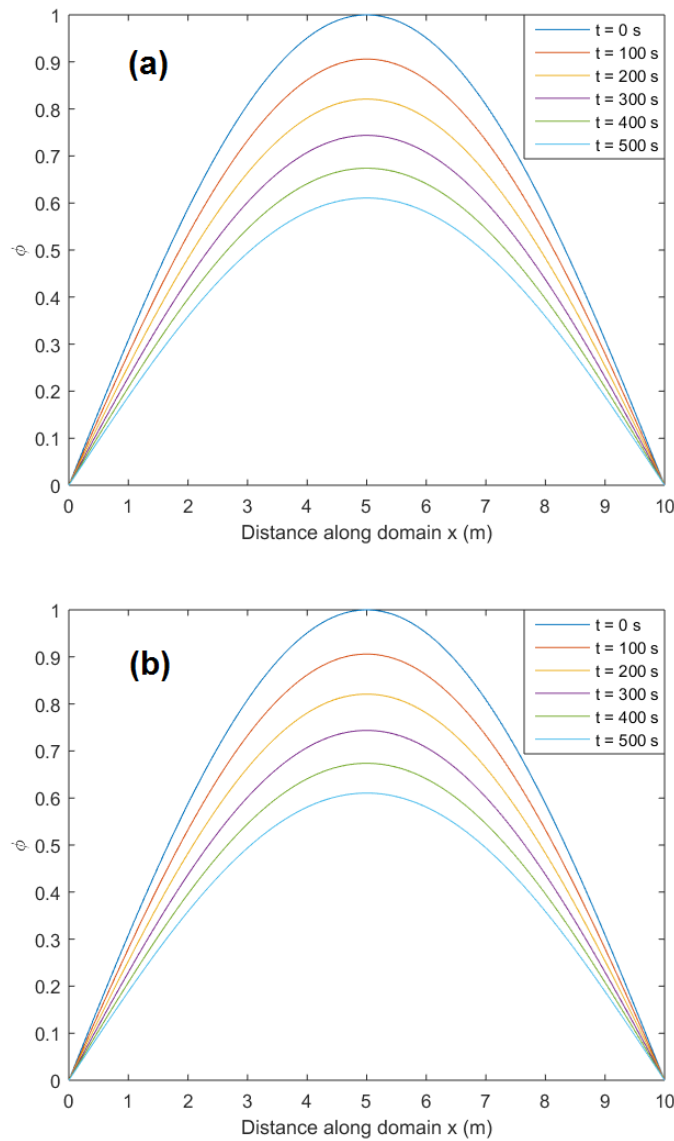 1
0.9
0.8
0.7
0.6
0.5
0.4
0.3
0.2
0.1
0
ϕ
(a)
t = 0 s
t = 100 s
t = 200 s
t = 300 s
t = 400 s
t = 500 s
0 1 2 3 4 5 6 7 8 9 10
Distance along domain x (m)
1
0.9
0.8
0.7
0.6
0.5
0.4
0.3
0.2
0.1
0
ϕ
(b)
t = 0 s
t = 100 s
t = 200 s
t = 300 s
t = 400 s
t = 500 s
0 1 2 3 4 5 6 7 8 9 10
Distance along domain x (m)